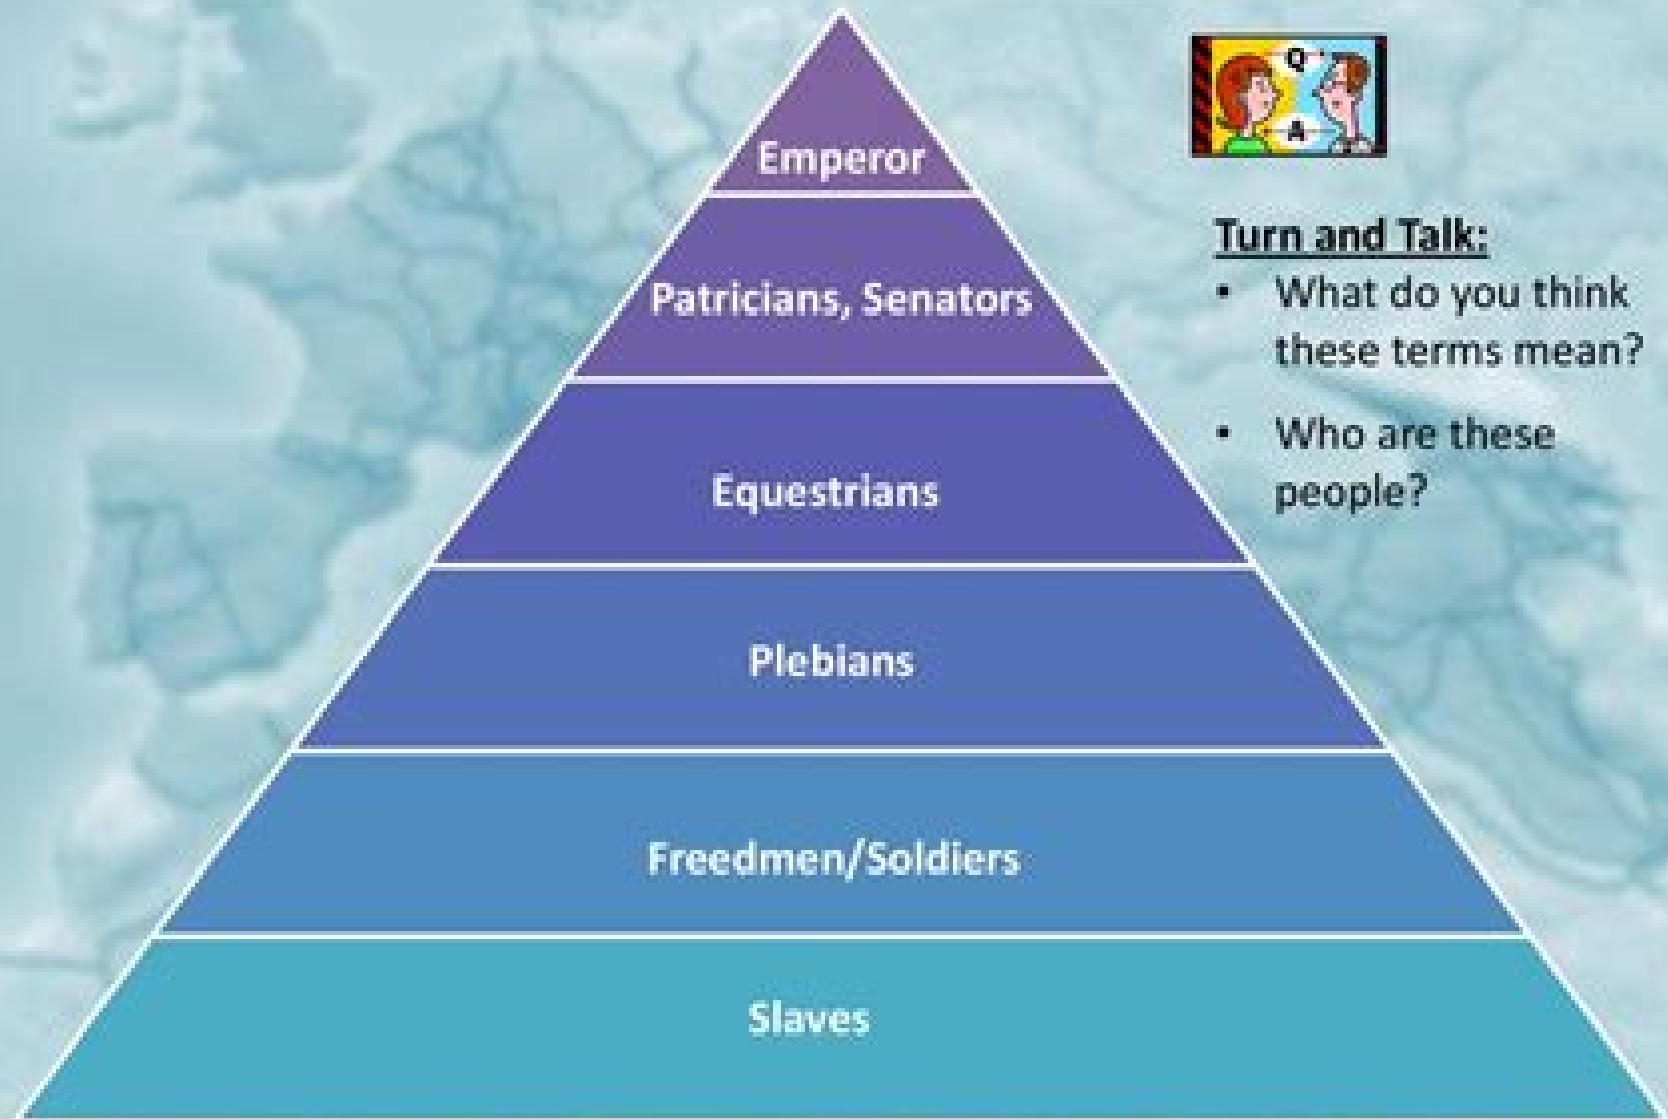 Emperor
Patricians, Senators
Equestrians
Plebians
Freedmen/Soldiers
Slaves
Q
A
Turn and Talk:
• What do you think
these terms mean?
• Who are these
people?